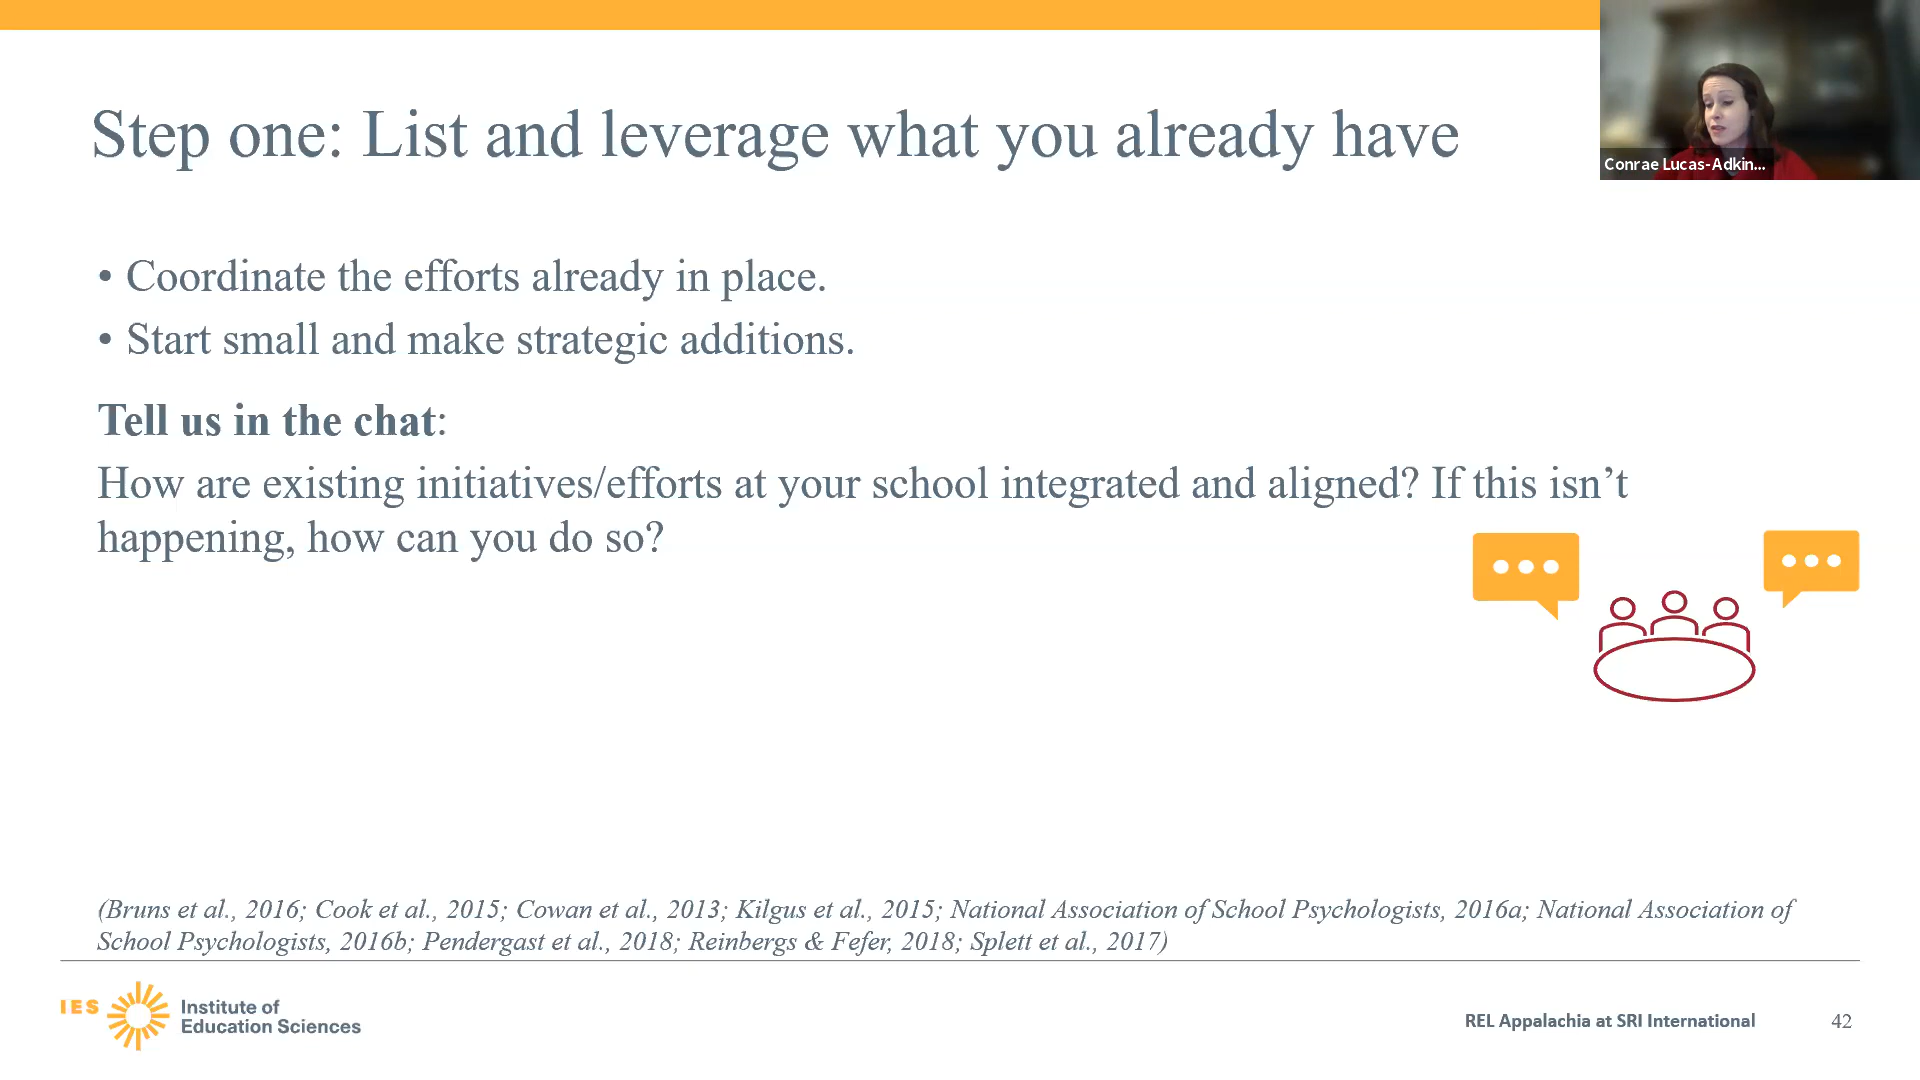 Step one: List and leverage what you already have
Conrae Lucas-Adkin...
• Coordinate the efforts already in place.
• Start small and make strategic additions.
Tell us in the chat:
How are existing initiatives/efforts at your school integrated and aligned? If this isn’t
happening, how can you do so?
(Bruns et al., 2016; Cook et al., 2015; Cowan et al., 2013; Kilgus et al., 2015; National Association of School Psychologists, 2016a; National Association of
School Psychologists, 2016b; Pendergast et al., 2018; Reinbergs & Fefer, 2018; Splett et al., 2017)
IES
Institute of
Education Sciences
REL Appalachia at SRI International
42